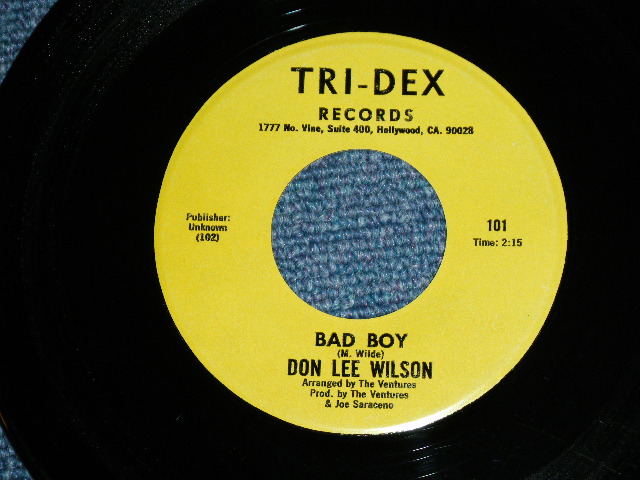 TRI-DEX
RECORDS
1777 No. Vine, Suite 400, Hollywood, CA. 90028
Publisher:
Unknown
(102)
101
Time: 2:15
BAD BOY
(M. Wilde)
DON LEE WILSON
Arranged by The Ventures
Prod. by The Ventures
& Joe Saraceno